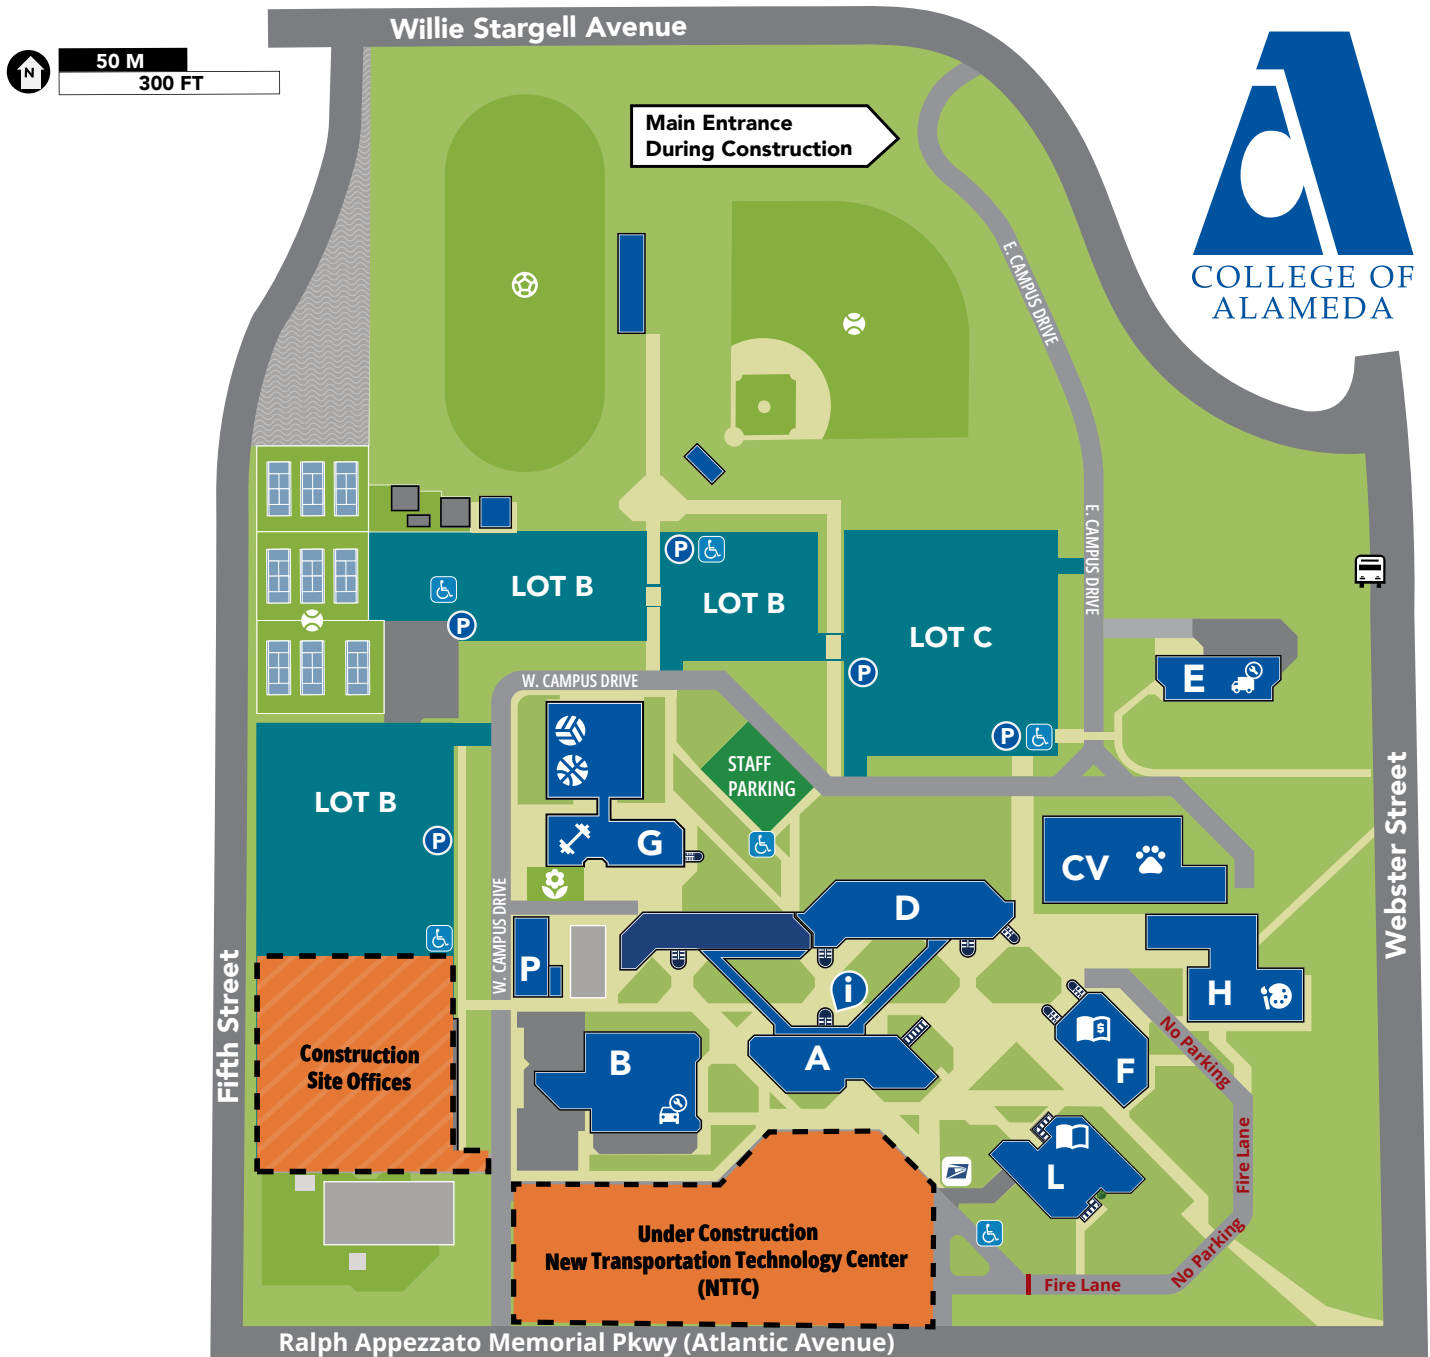 Willie Stargell Avenue
N
50 M
300 FT
Main Entrance
During Construction
COLLEGE OF
ALAMEDA
E. CAMPUS DRIVE
E. CAMPUS DRIVE
P
LOT B
LOT B
P
LOT C
P
E
W. CAMPUS DRIVE
P
STAFF
PARKING
LOT B
P
G
CV
Webster Street
W. CAMPUS DRIVE
D
P
i
H
Fifth Street
Construction
Site Offices
B
A
$
F
No Parking
L
Fire Lane
No Parking
Fire Lane
Under Construction
New Transportation Technology Center
(NTTC)
Ralph Appezzato Memorial Pkwy (Atlantic Avenue)